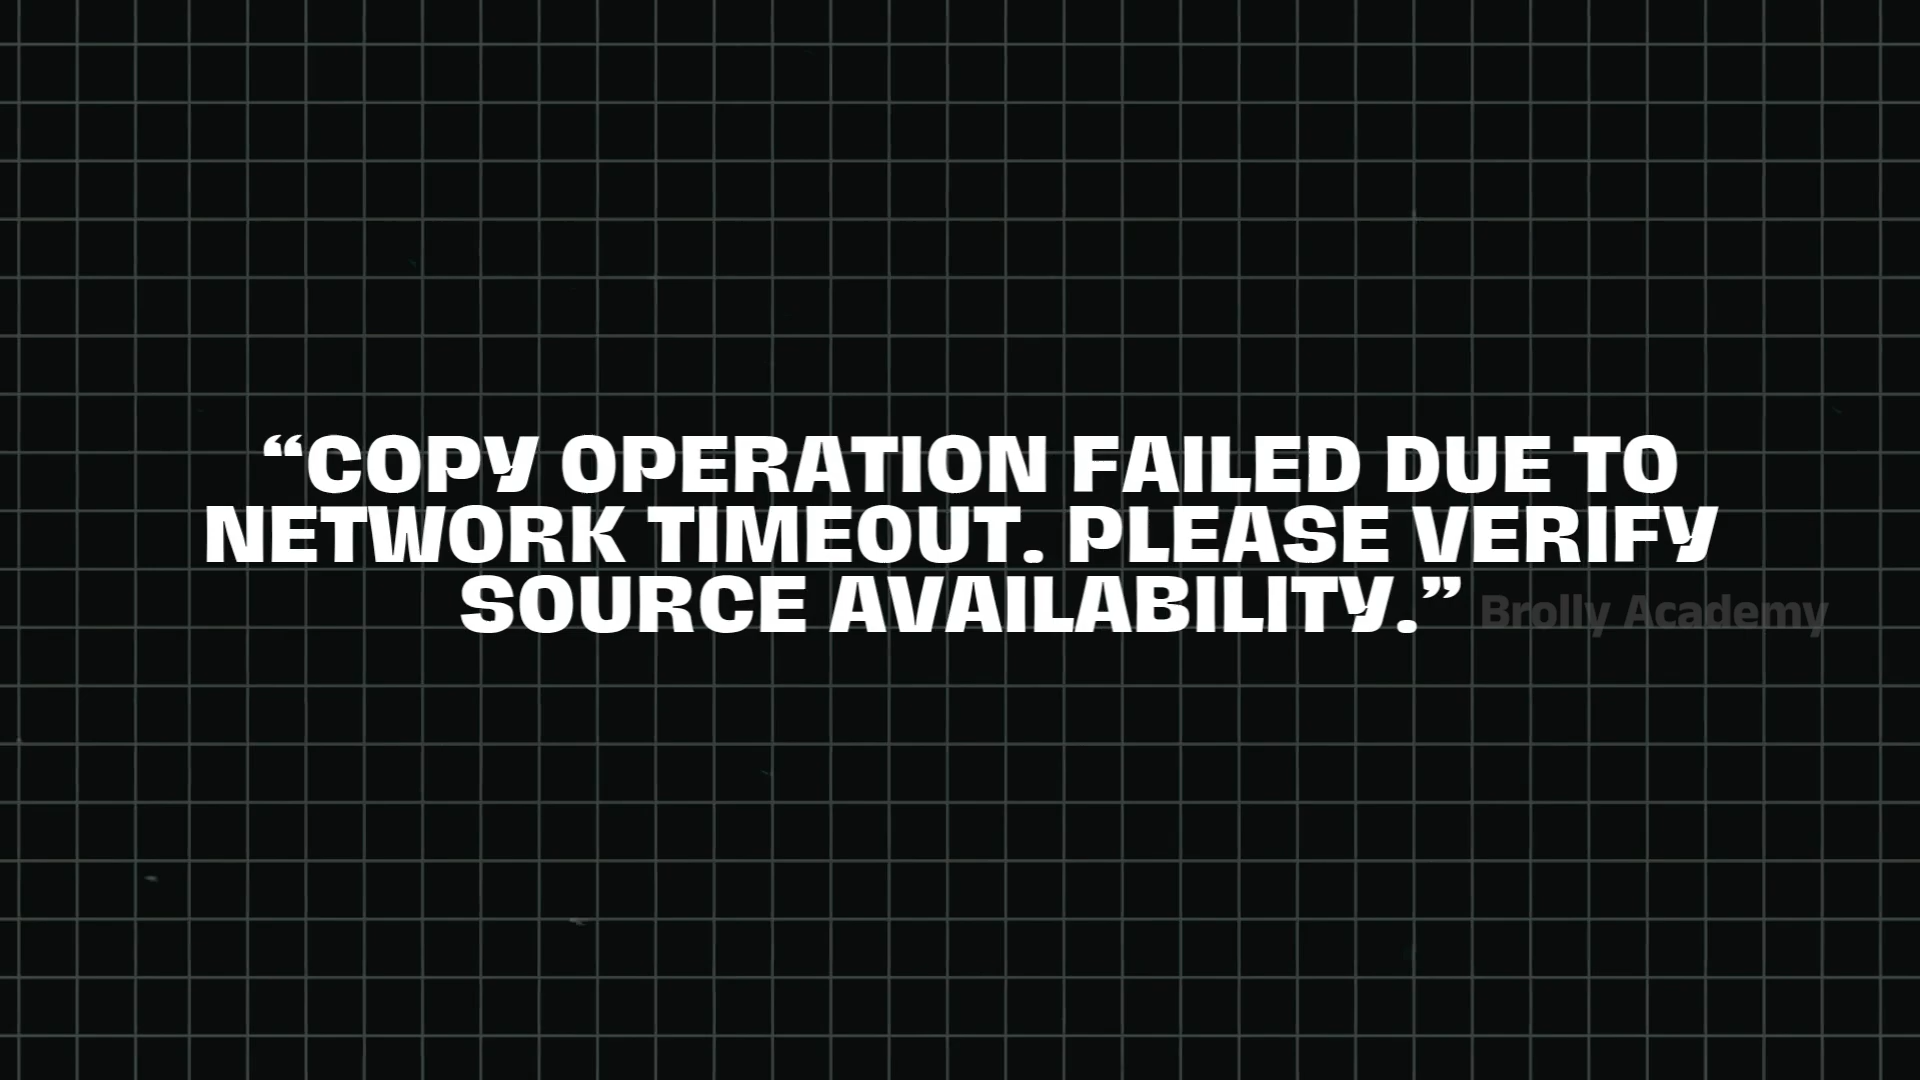 “COPY OPERATION FAILED DUE TO
NETWORK TIMEOUT. PLEASE VERIFY
SOURCE AVAILABILITY.”
Brolly Academy